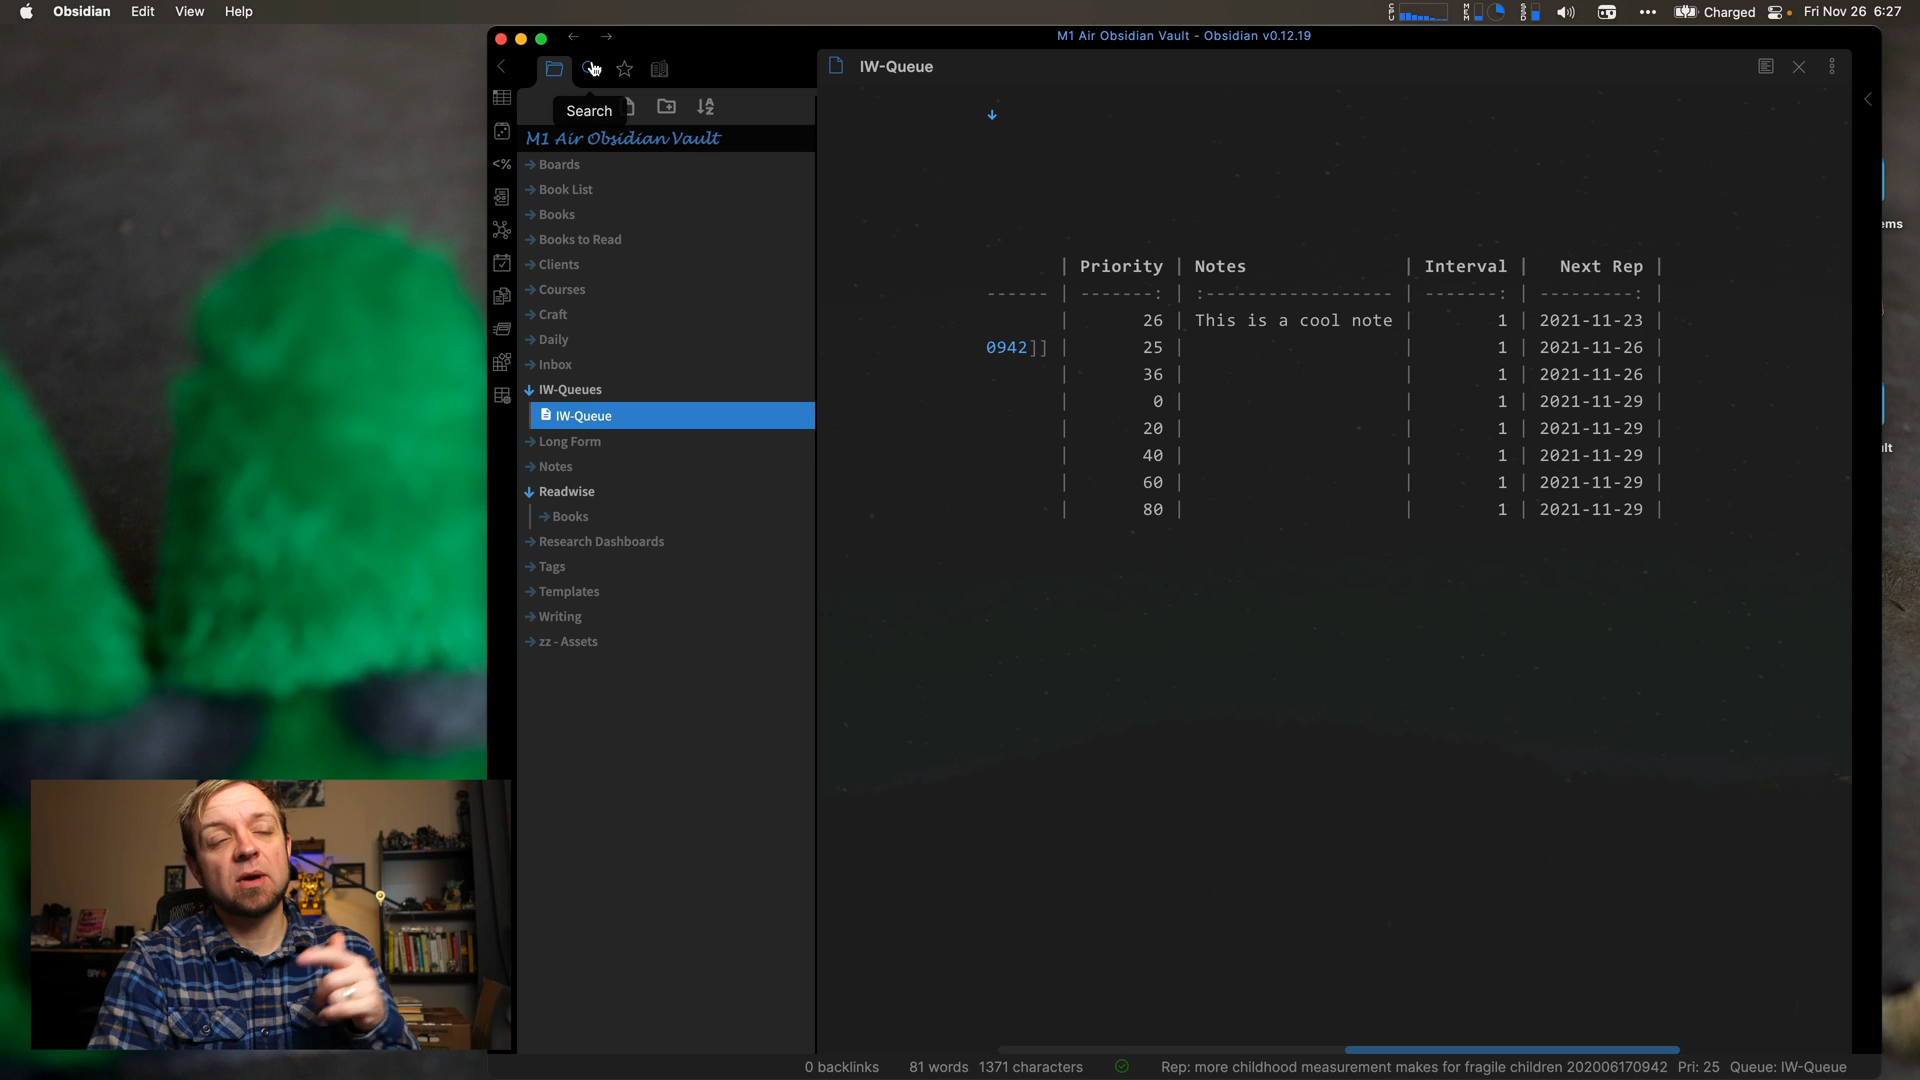 Obsidian Edit View Help
CPU MEM SSD Charged Fri Nov 26 6:27
M1 Air Obsidian Vault - Obsidian v0.12.19
IW-Queue
Search
M1 Air Obsidian Vault
Boards
Book List
Books
Books to Read
Clients
Courses
Craft
Daily
Inbox
IW-Queues
IW-Queue
Long Form
Notes
Readwise
Books
Research Dashboards
Tags
Templates
Writing
zz - Assets
<%
| Priority | Notes | Interval | Next Rep |
------ | -------: | :------------------ | -------: | ---------: |
| 26 | This is a cool note | 1 | 2021-11-23 |
0942]] | 25 | | 1 | 2021-11-26 |
| 36 | | 1 | 2021-11-26 |
| 0 | | 1 | 2021-11-29 |
| 20 | | 1 | 2021-11-29 |
| 40 | | 1 | 2021-11-29 |
| 60 | | 1 | 2021-11-29 |
| 80 | | 1 | 2021-11-29 |
ems
lt
0 backlinks 81 words 1371 characters Rep: more childhood measurement makes for fragile children 202006170942 Pri: 25 Queue: IW-Queue